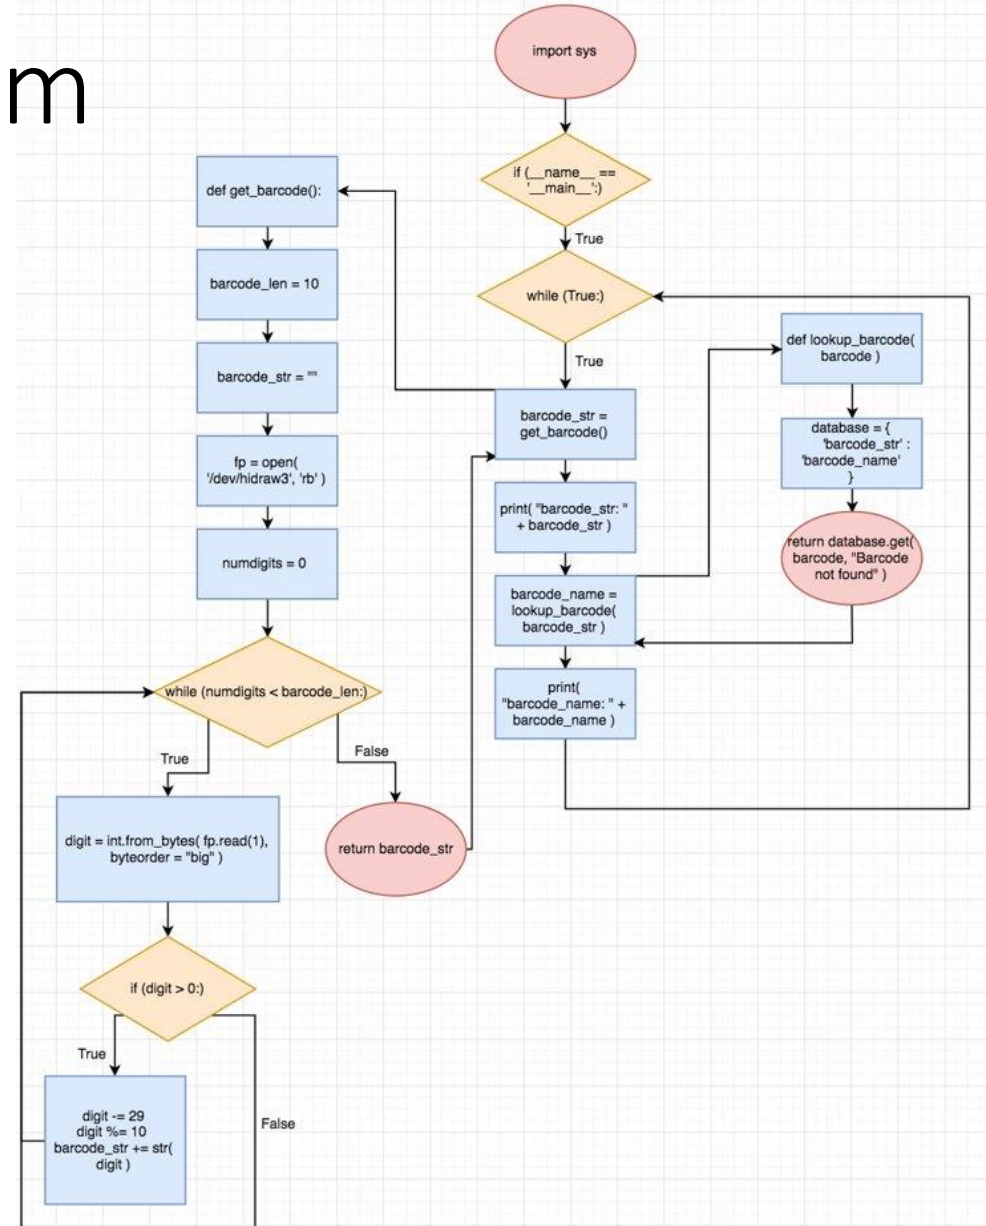 m
import sys
if (__name__ ==
'__main__':)
True
while (True:)
True
barcode_str =
get_barcode()
print( "barcode_str: "
+ barcode_str )
barcode_name =
lookup_barcode(
barcode_str )
print(
"barcode_name: " +
barcode_name )
def get_barcode():
barcode_len = 10
barcode_str = ""
fp = open(
'/dev/hidraw3', 'rb' )
numdigits = 0
while (numdigits < barcode_len:)
True
False
digit = int.from_bytes( fp.read(1),
byteorder = "big" )
return barcode_str
if (digit > 0:)
True
False
digit -= 29
digit %= 10
barcode_str += str(
digit )
def lookup_barcode(
barcode )
database = {
'barcode_str' :
'barcode_name'
}
return database.get(
barcode, "Barcode
not found" )